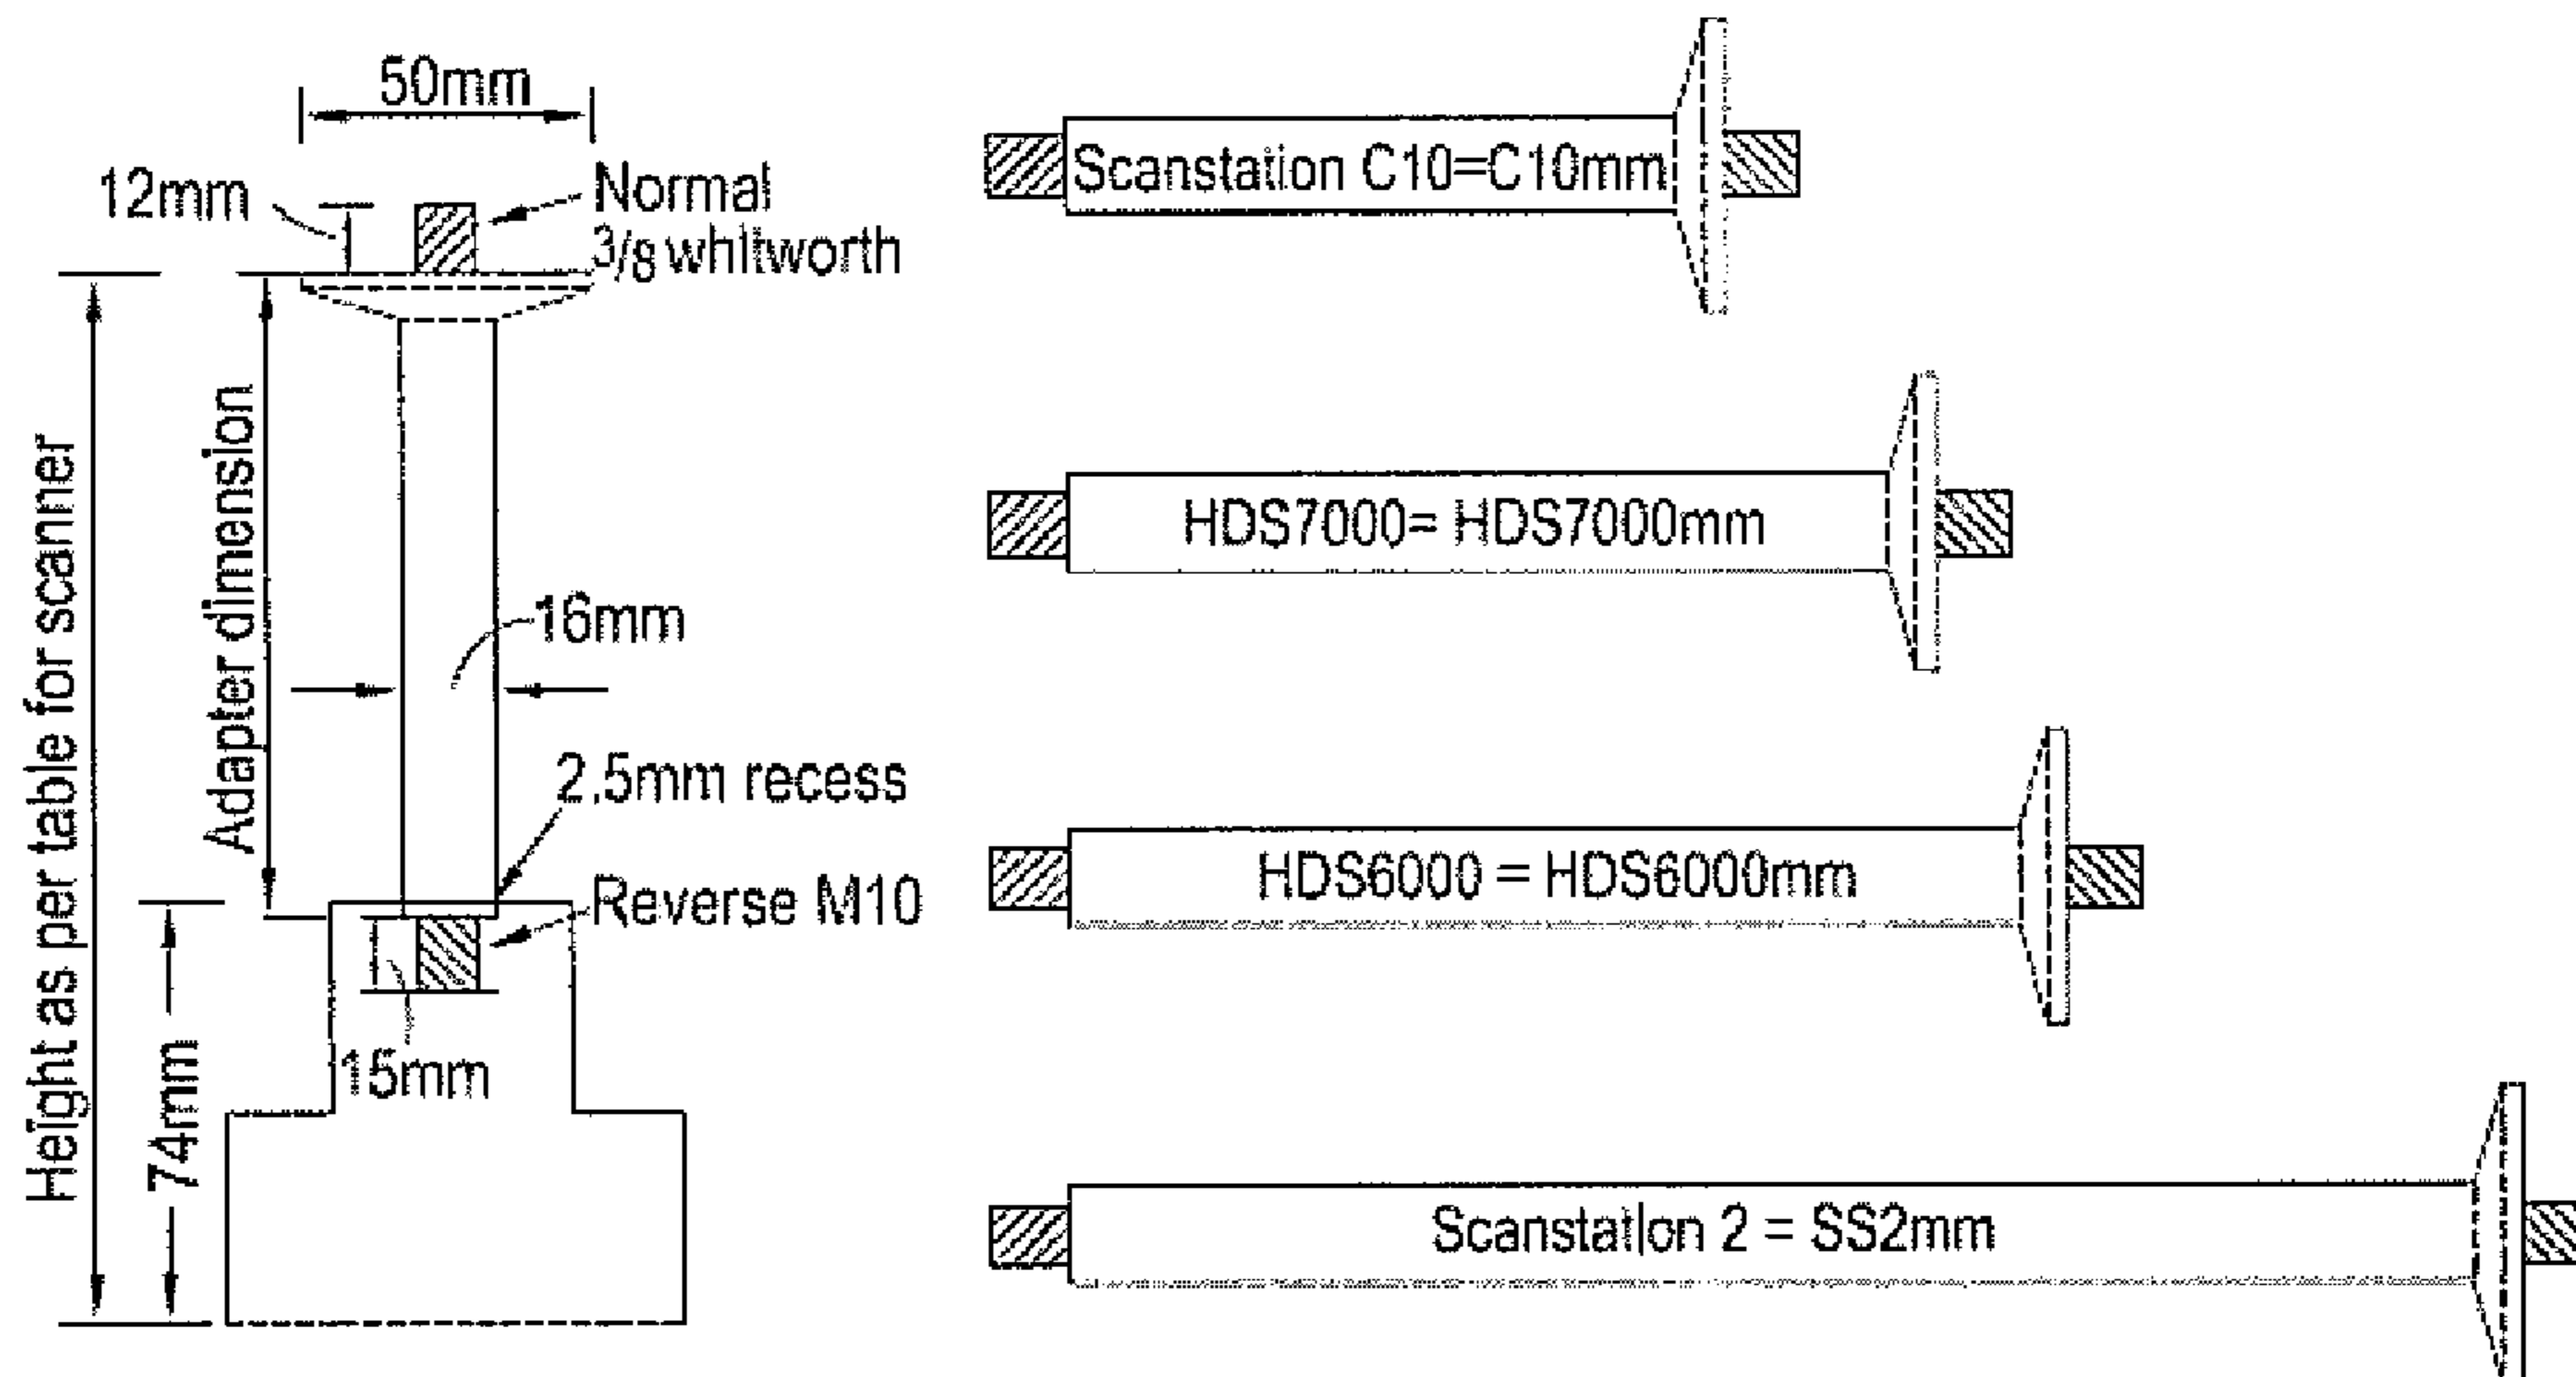 50mm
12mm
Normal
3/8 whitworth
Height as per table for scanner
Adapter dimension
16mm
2.5mm recess
Reverse M10
74mm
15mm
Scanstation C10=C10mm
HDS7000= HDS7000mm
HDS6000 = HDS6000mm
Scanstation 2 = SS2mm